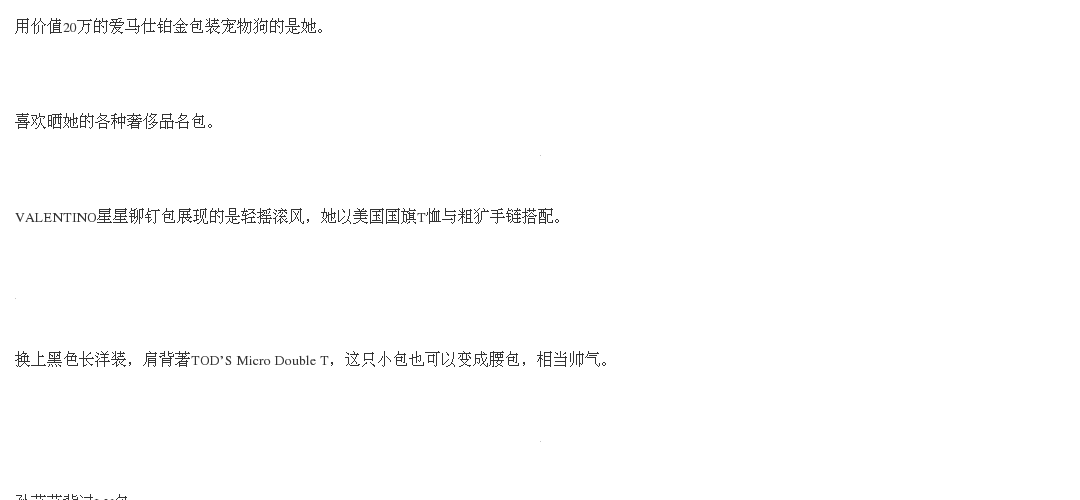 用价值20万的爱马仕铂金包装宠物狗的是她。
喜欢晒她的各种奢侈品名包。
VALENTINO星星铆钉包展现的是轻摇滚风，她以美国国旗T恤与粗犷手链搭配。
换上黑色长洋装，肩背著TOD’S Micro Double T，这只小包也可以变成腰包，相当帅气。